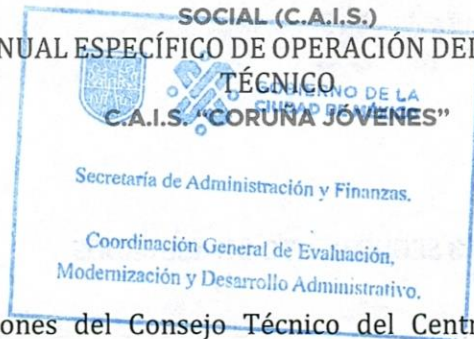 SOCIAL (C.A.I.S.)
NUAL ESPECÍFICO DE OPERACIÓN DEL
TÉCNICO
GOBIERNO DE LA
CIUDAD DE MÉXICO
C.A.I.S. “CORUÑA JÓVENES”
Secretaría de Administración y Finanzas.
Coordinación General de Evaluación,
Modernización y Desarrollo Administrativo.
ones del Consejo Técnico del Centr